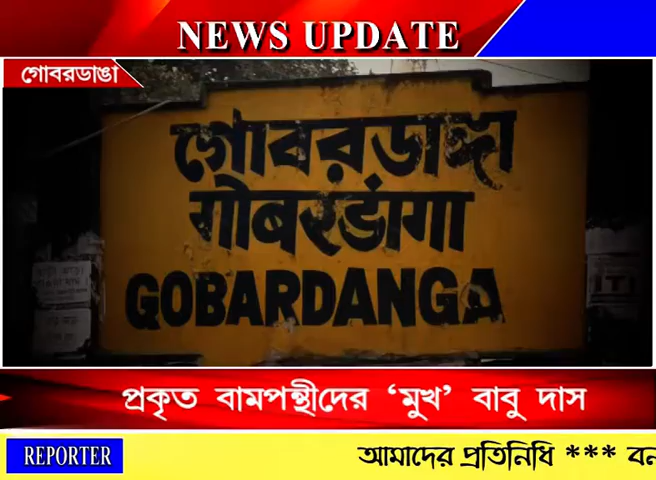 NEWS UPDATE
গোবরডাঙা
গোবরডাঙ্গা
गोबरडांगा
GOBARDANGA
প্রকৃত বামপন্থীদের ‘মুখ’ বাবু দাস
REPORTER
আমাদের প্রতিনিধি ***